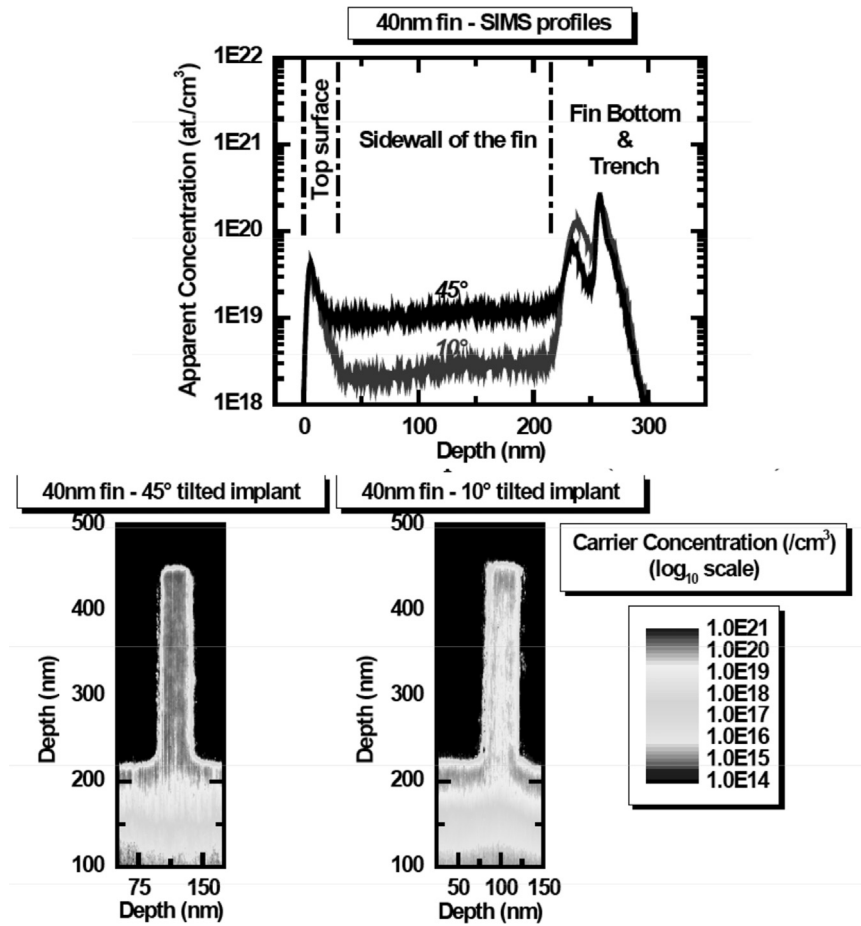 40nm fin - SIMS profiles
1E22
1E21
1E20
1E19
1E18
Apparent Concentration (at./cm³)
Top surface
Sidewall of the fin
Fin Bottom
&
Trench
45°
10°
0 100 200 300
Depth (nm)
40nm fin - 45° tilted implant
500
400
300
200
100
Depth (nm)
75 150
Depth (nm)
40nm fin - 10° tilted implant
500
400
300
200
100
Depth (nm)
50 100 150
Depth (nm)
Carrier Concentration (/cm³)
(log₁₀ scale)
1.0E21
1.0E20
1.0E19
1.0E18
1.0E17
1.0E16
1.0E15
1.0E14